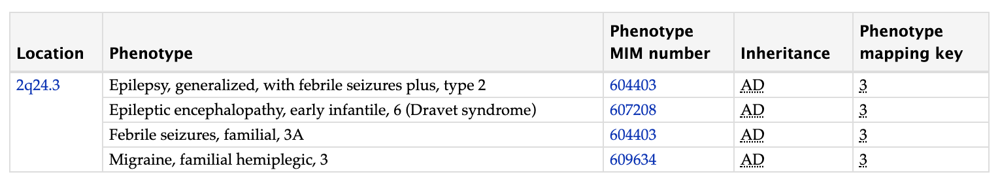 Location Phenotype Phenotype MIM number Inheritance Phenotype mapping key
2q24.3 Epilepsy, generalized, with febrile seizures plus, type 2 604403 AD 3
Epileptic encephalopathy, early infantile, 6 (Dravet syndrome) 607208 AD 3
Febrile seizures, familial, 3A 604403 AD 3
Migraine, familial hemiplegic, 3 609634 AD 3